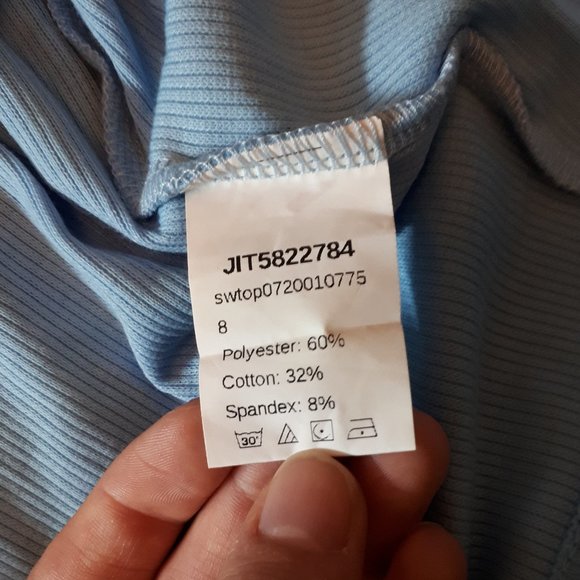 JIT5822784
swtop0720010775
8
Polyester: 60%
Cotton: 32%
Spandex: 8%
30°